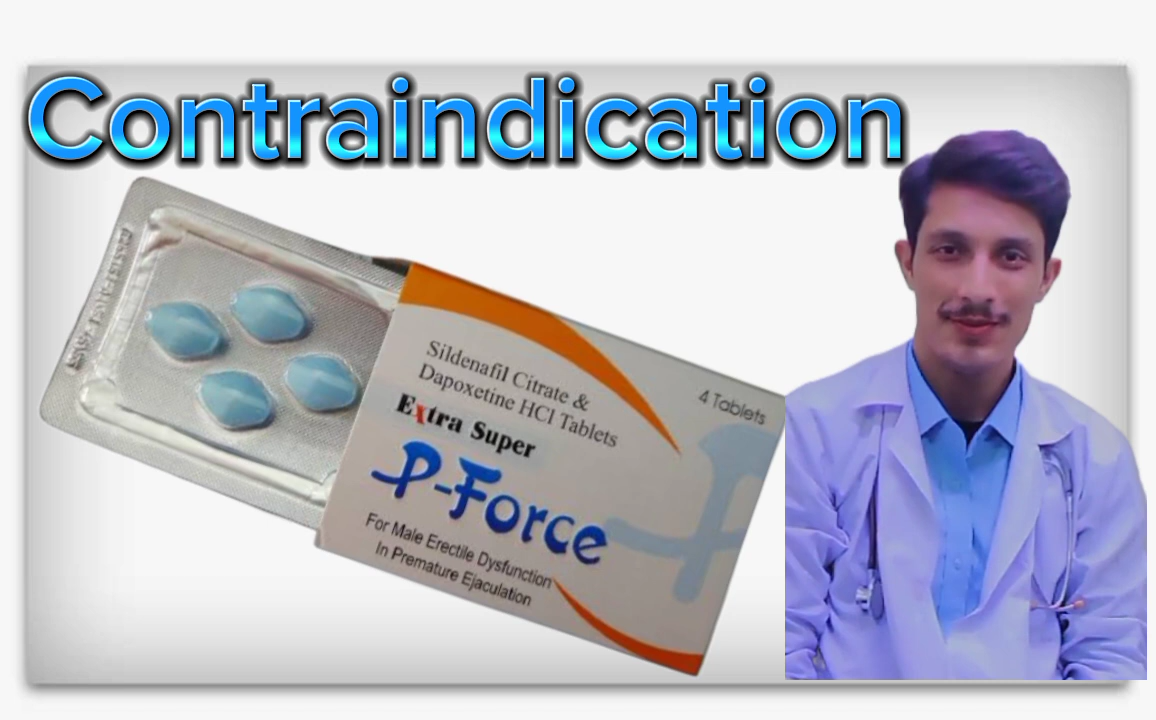 Contraindication
Sildenafil Citrate &
Dapoxetine HCl Tablets
4 Tablets
Extra Super
P-Force
For Male Erectile Dysfunction
In Premature Ejaculation